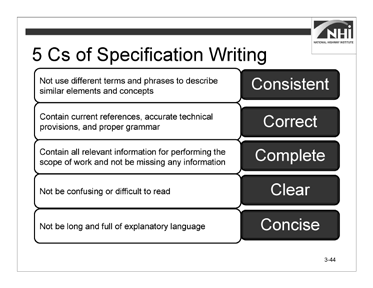 NHI
NATIONAL HIGHWAY INSTITUTE
5 Cs of Specification Writing
Not use different terms and phrases to describe
similar elements and concepts
Consistent
Contain current references, accurate technical
provisions, and proper grammar
Correct
Contain all relevant information for performing the
scope of work and not be missing any information
Complete
Not be confusing or difficult to read
Clear
Not be long and full of explanatory language
Concise
3-44